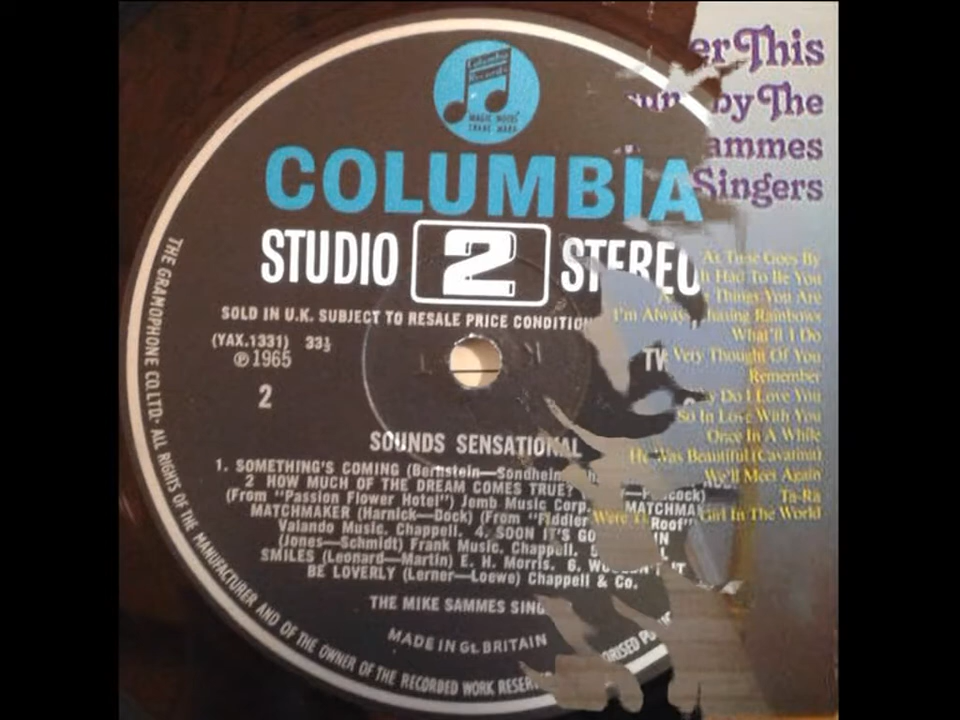 Columbia
Records
MAGIC NOTES
TRADE MARK
COLUMBIA
STUDIO 2 STEREO
SOLD IN U.K. SUBJECT TO RESALE PRICE
(YAX.1331) 33⅓
℗1965
2
SOUNDS SENSATIONAL
1. SOMETHING'S COMING (Bernstein—Sondheim
2 HOW MUCH OF THE DREAM COMES TRUE?
(From "Passion Flower Hotel") Jemb Music Corp.
MATCHMAKER (Harnick—Bock) (From "Fiddler Roof"
Valando Music. Chappell. 4. SOON IT'S
(Jones—Schmidt) Frank Music. Chappell.
SMILES (Leonard—Martin) E. H. Morris. 6.
BE LOVERLY (Lerner—Loewe) Chappell & Co.
THE MIKE SAMMES
MADE IN Gt. BRITAIN
THE GRAMOPHONE CO. LTD. · ALL RIGHTS OF THE MANUFACTURER AND OF THE OWNER OF THE RECORDED WORK
This
by The
Singers
As Time Goes By
Had To Be You
Things You Are
I'm Always Chasing Rainbows
What'll I Do
Very Thought Of You
Remember
Do I Love You
So In Love With You
Once In A While
Was Beautiful (Cavatina)
We'll Meet Again
Ta-Ra
Were Girl In The World